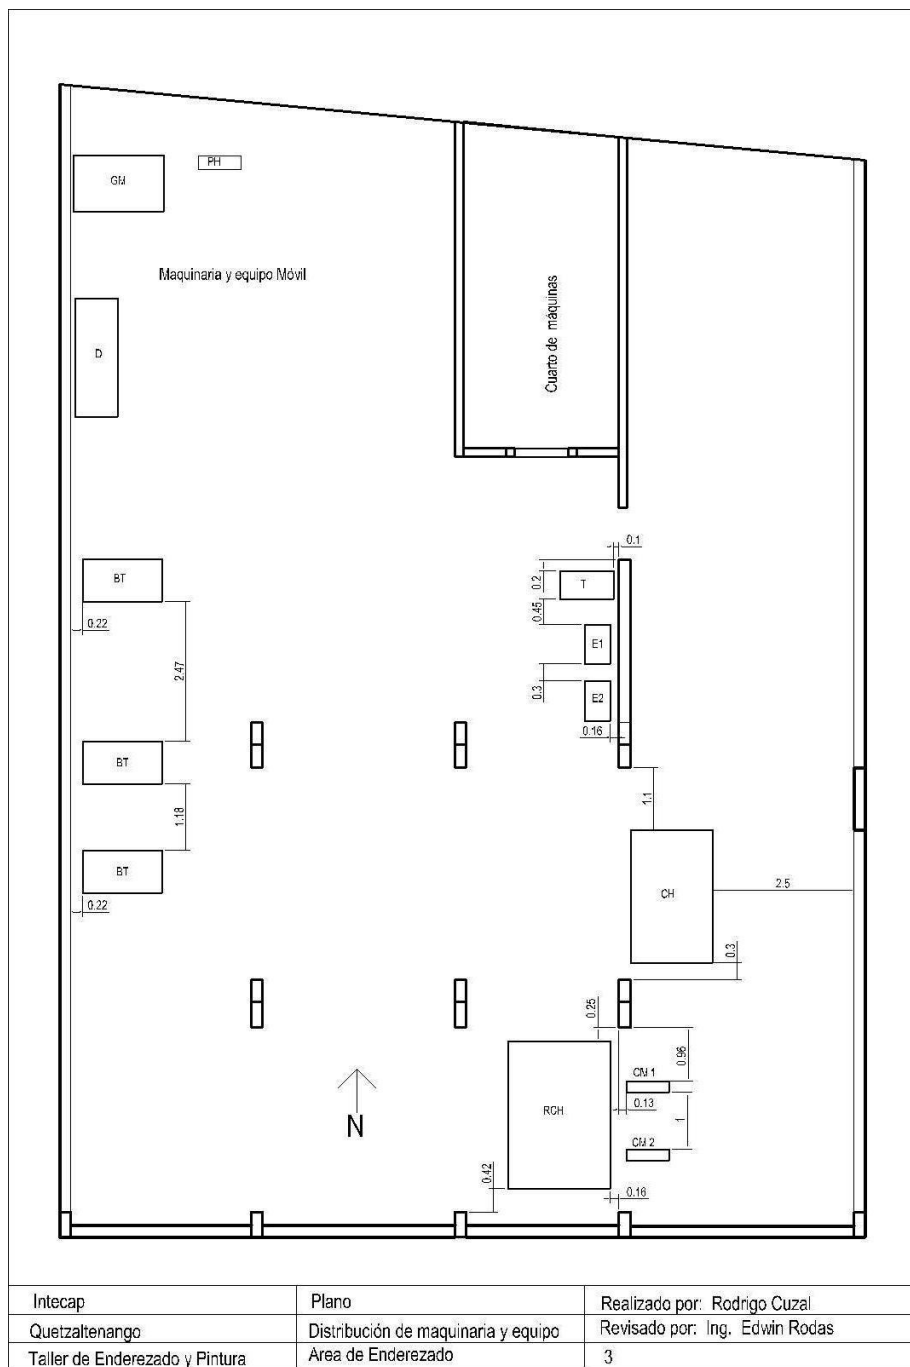 PH
GM
Maquinaria y equipo Móvil
Cuarto de máquinas
D
0.1
BT
0.2
T
0.45
0.22
E1
2.47
0.3
E2
0.16
BT
1.1
1.18
BT
CH
2.5
0.22
0.3
0.25
0.96
CM 1
RCH
0.13
N
1
CM 2
0.42
0.16
Intecap
Plano
Realizado por: Rodrigo Cuzal
Quetzaltenango
Distribución de maquinaria y equipo
Revisado por: Ing. Edwin Rodas
Taller de Enderezado y Pintura
Area de Enderezado
3